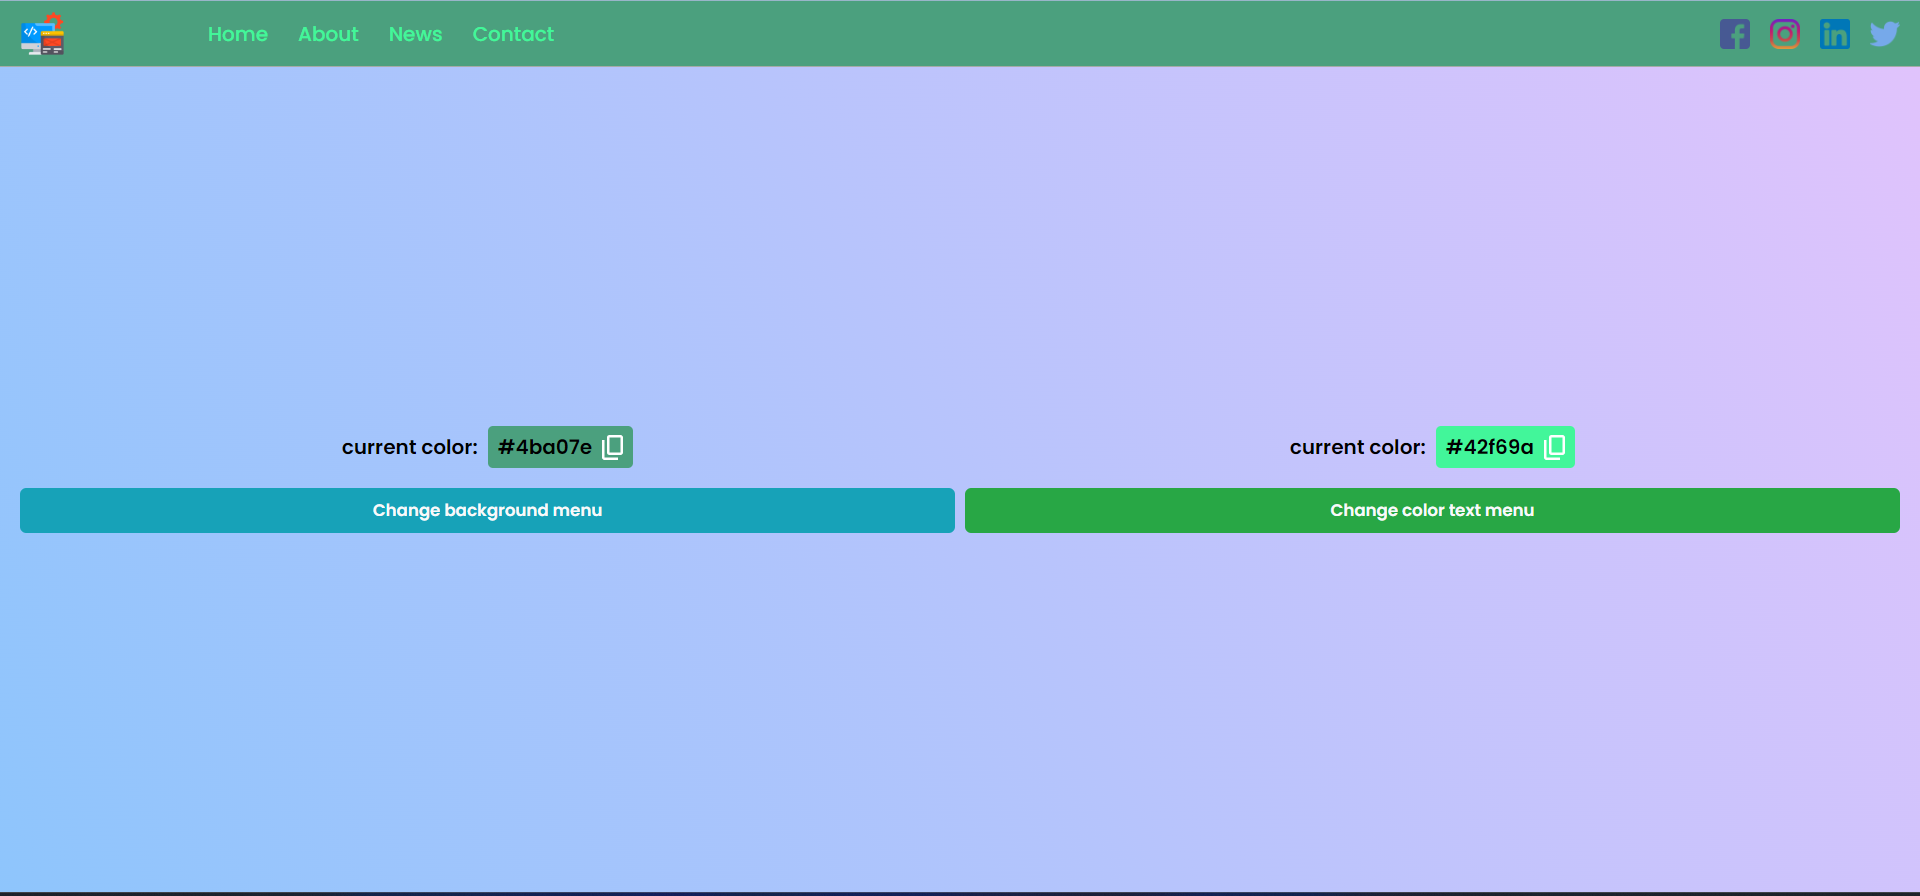 Home About News Contact
current color: #4ba07e
current color: #42f69a
Change background menu
Change color text menu